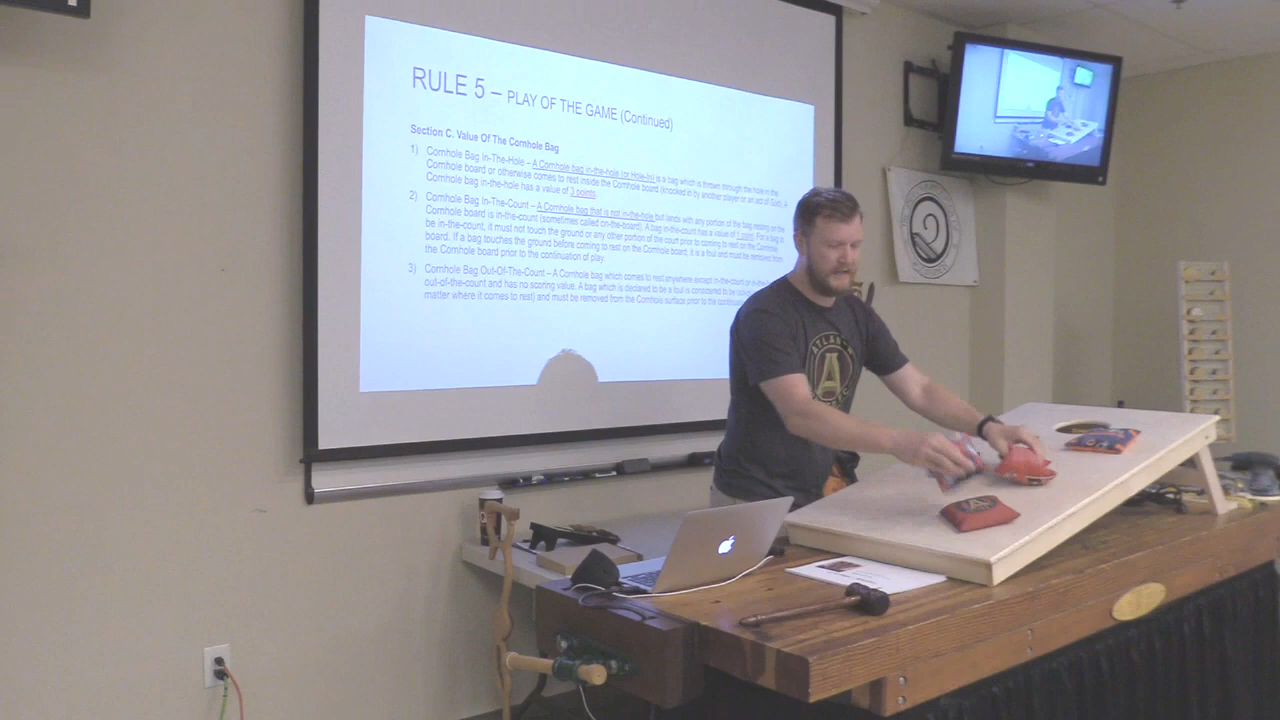 RULE 5 – PLAY OF THE GAME (Continued)
Section C. Value Of The Cornhole Bag
1) Cornhole Bag In-The-Hole – A Cornhole bag in-the-hole (or Hole-In) is a bag which is thrown through the hole in the
Cornhole board or otherwise comes to rest inside the Cornhole board (knocked in by another player or an act of God). A
Cornhole bag in-the-hole has a value of 3 points.
2) Cornhole Bag In-The-Count – A Cornhole bag that is not in-the-hole but lands with any portion of the bag resting on the
Cornhole board is in-the-count (sometimes called on-the-board). A bag in-the-count has a value of 1 point. For a bag
be in-the-count, it must not touch the ground or any other portion of the court prior to coming to rest on the Cornhole
board. If a bag touches the ground before coming to rest on the Cornhole board, it is a foul and must be removed from
the Cornhole board prior to the continuation of play.
3) Cornhole Bag Out-Of-The-Count – A Cornhole bag which comes to rest anywhere except in-the-count or
out-of-the-count and has no scoring value. A bag which is declared to be a foul is considered to be
matter where it comes to rest) and must be removed from the Cornhole surface prior to the
A